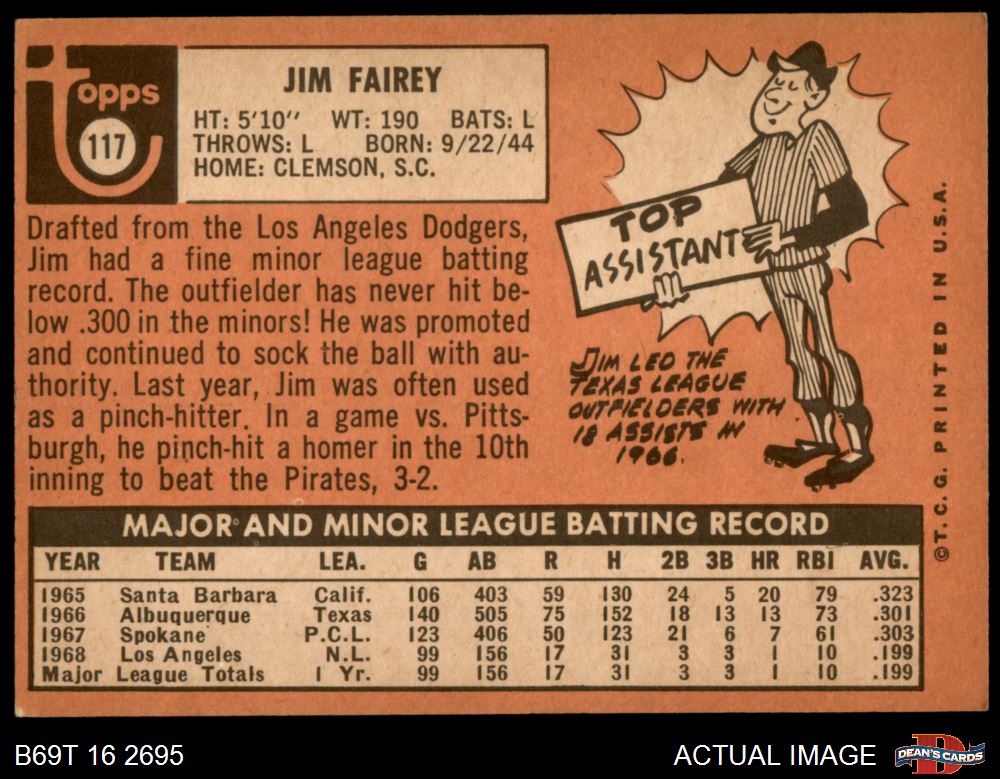 Topps
117
JIM FAIREY
HT: 5'10" WT: 190 BATS: L
THROWS: L BORN: 9/22/44
HOME: CLEMSON, S.C.
Drafted from the Los Angeles Dodgers,
Jim had a fine minor league batting
record. The outfielder has never hit be-
low .300 in the minors! He was promoted
and continued to sock the ball with au-
thority. Last year, Jim was often used
as a pinch-hitter. In a game vs. Pitts-
burgh, he pinch-hit a homer in the 10th
inning to beat the Pirates, 3-2.
TOP
ASSISTANT
JIM LED THE
TEXAS LEAGUE
OUTFIELDERS WITH
18 ASSISTS IN
1966.
©T. C. G. PRINTED IN U.S.A.
MAJOR AND MINOR LEAGUE BATTING RECORD
YEAR TEAM LEA. G AB R H 2B 3B HR RBI AVG.
1965 Santa Barbara Calif. 106 403 59 130 24 5 20 79 .323
1966 Albuquerque Texas 140 505 75 152 18 13 13 73 .301
1967 Spokane P.C.L. 123 406 50 123 21 6 7 61 .303
1968 Los Angeles N.L. 99 156 17 31 3 3 1 10 .199
Major League Totals 1 Yr. 99 156 17 31 3 3 1 10 .199
B69T 16 2695
ACTUAL IMAGE
D
DEAN'S CARDS